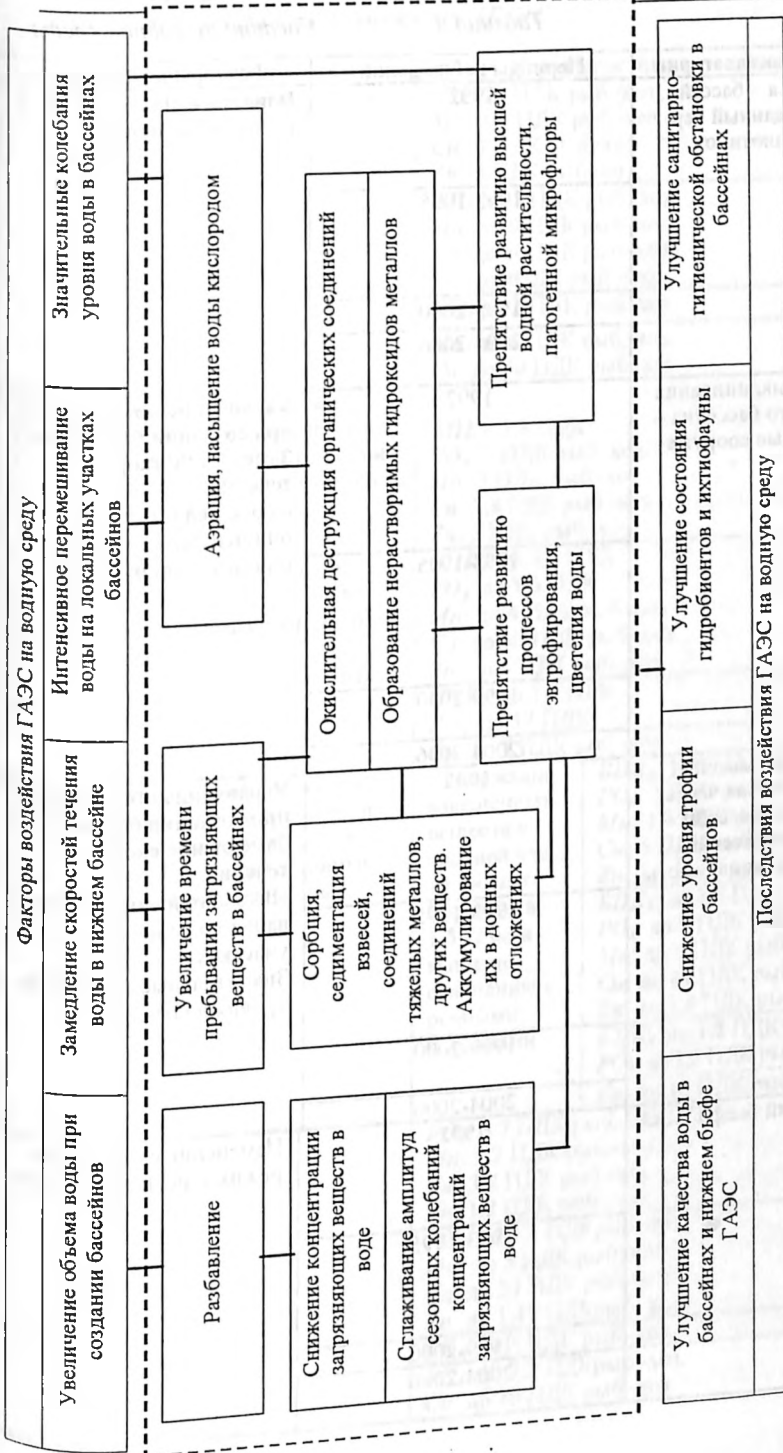 Факторы воздействия ГАЭС на водную среду
Увеличение объема воды при
создании бассейнов
Замедление скоростей течения
воды в нижнем бассейне
Интенсивное перемешивание
воды на локальных участках
бассейнов
Значительные колебания
уровня воды в бассейнах
Разбавление
Увеличение времени
пребывания загрязняющих
веществ в бассейнах
Аэрация, насыщение воды кислородом
Снижение концентрации
загрязняющих веществ в
воде
Сглаживание амплитуд
сезонных колебаний
концентраций
загрязняющих веществ в
воде
Сорбция,
седиментация
взвесей,
соединений
тяжелых металлов,
других веществ.
Аккумулирование
их в донных
отложениях
Окислительная деструкция органических соединений
Образование нерастворимых гидроксидов металлов
Препятствие развитию
процессов
эвтрофирования,
цветения воды
Препятствие развитию высшей
водной растительности,
патогенной микрофлоры
Улучшение качества воды в
бассейнах и нижнем бьефе
ГАЭС
Снижение уровня трофии
бассейнов
Улучшение состояния
гидробионтов и ихтиофауны
Улучшение санитарно-
гигиенической обстановки в
бассейнах
Последствия воздействия ГАЭС на водную среду